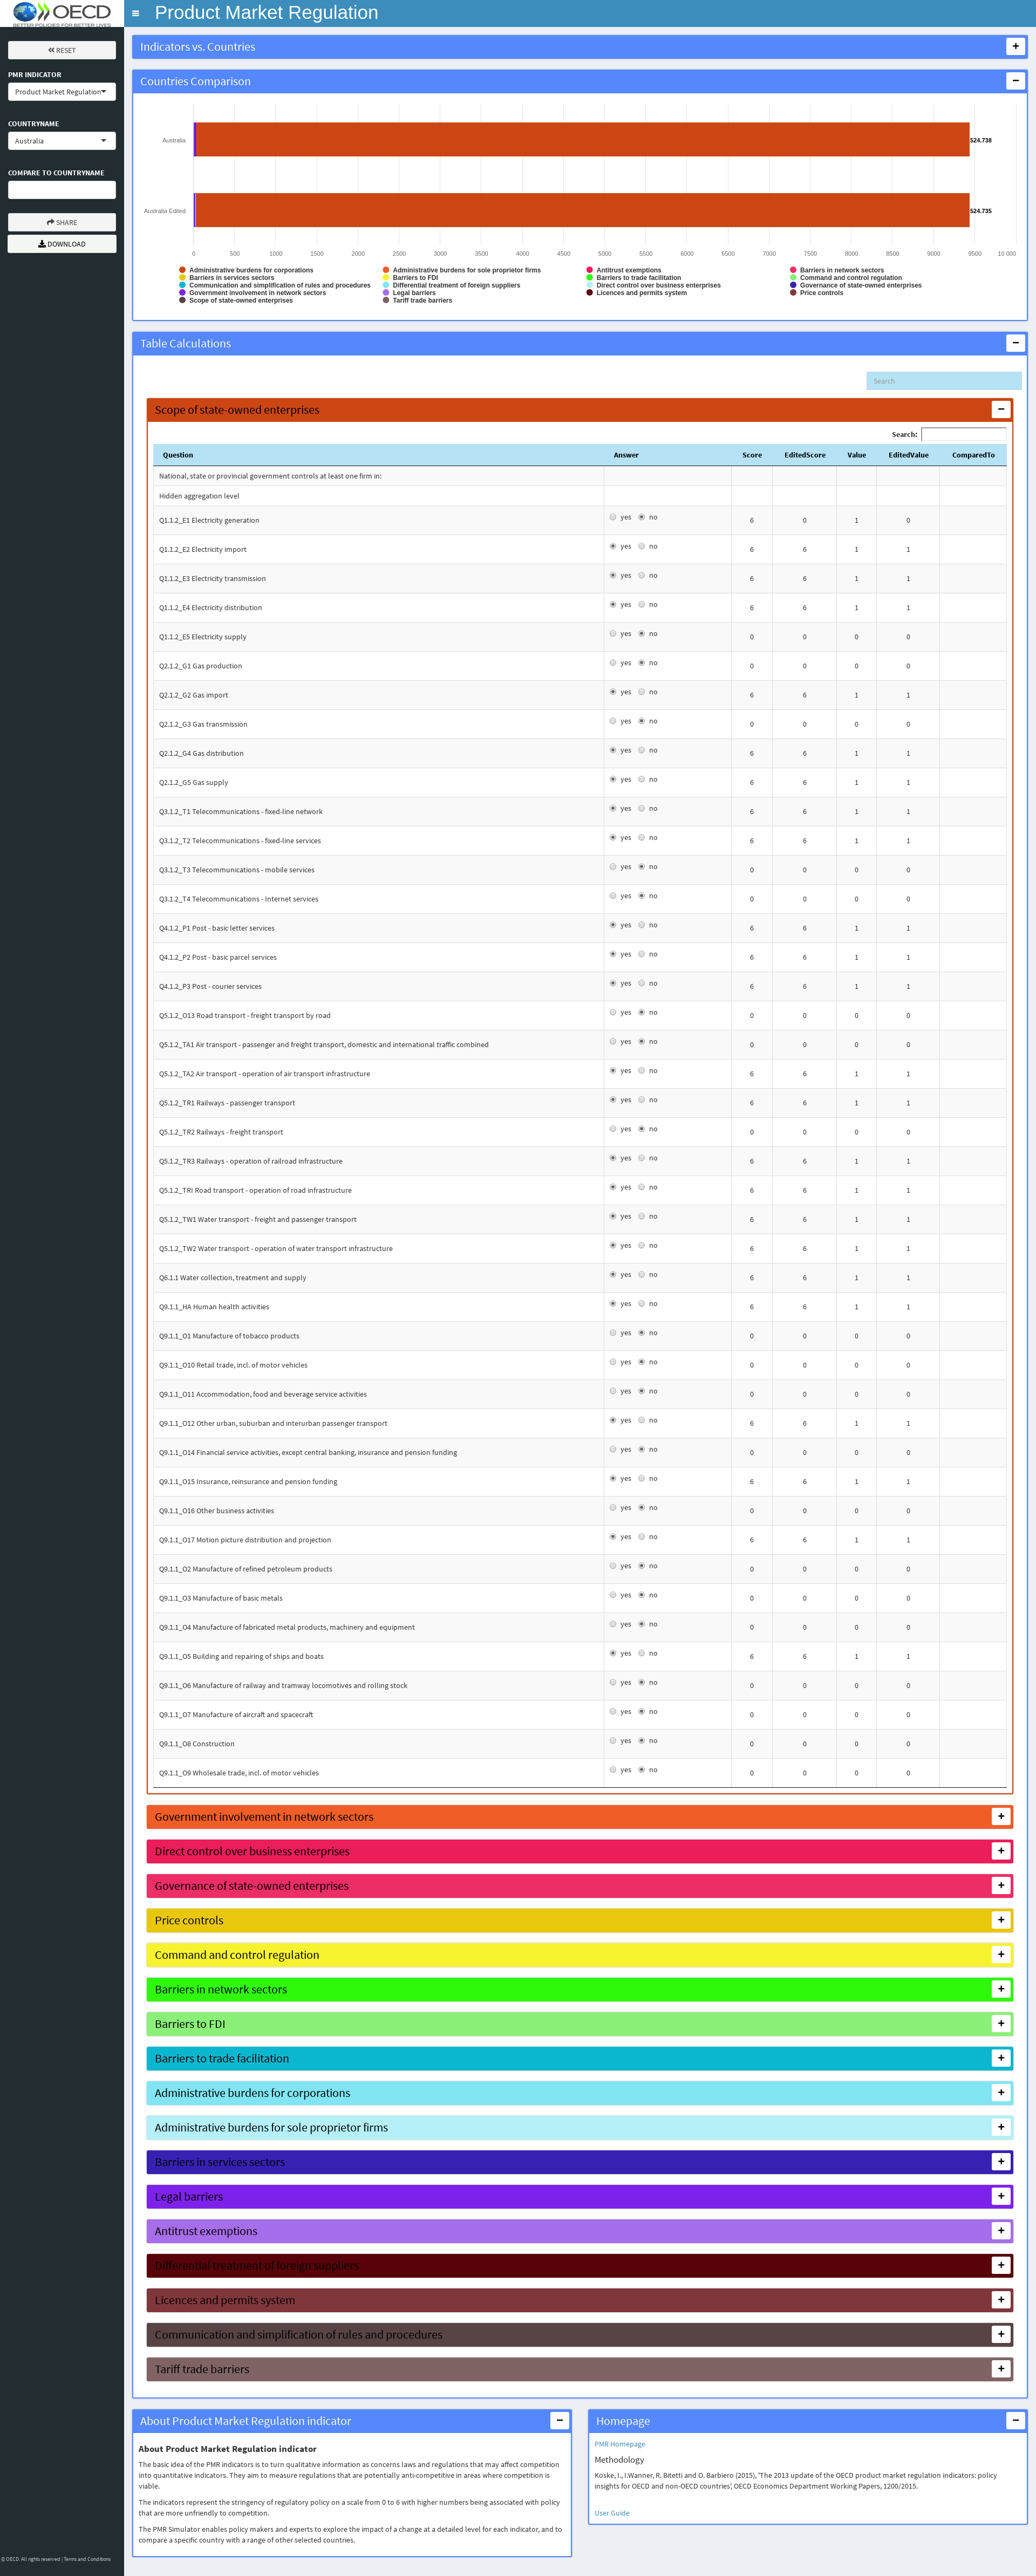 OECD
BETTER POLICIES FOR BETTER LIVES
Product Market Regulation
RESET
PMR INDICATOR
Product Market Regulation
COUNTRYNAME
Australia
COMPARE TO COUNTRYNAME
SHARE
DOWNLOAD
Indicators vs. Countries
Countries Comparison
Australia
524.738
Australia Edited
524.735
0 500 1000 1500 2000 2500 3000 3500 4000 4500 5000 5500 6000 6500 7000 7500 8000 8500 9000 9500 10 000
Administrative burdens for corporations Administrative burdens for sole proprietor firms Antitrust exemptions Barriers in network sectors
Barriers in services sectors Barriers to FDI Barriers to trade facilitation Command and control regulation
Communication and simplification of rules and procedures Differential treatment of foreign suppliers Direct control over business enterprises Governance of state-owned enterprises
Government involvement in network sectors Legal barriers Licences and permits system Price controls
Scope of state-owned enterprises Tariff trade barriers
Table Calculations
Search
Scope of state-owned enterprises
Search:
Question Answer Score EditedScore Value EditedValue ComparedTo
National, state or provincial government controls at least one firm in:
Hidden aggregation level
Q1.1.2_E1 Electricity generation yes no 6 0 1 0
Q1.1.2_E2 Electricity import yes no 6 6 1 1
Q1.1.2_E3 Electricity transmission yes no 6 6 1 1
Q1.1.2_E4 Electricity distribution yes no 6 6 1 1
Q1.1.2_E5 Electricity supply yes no 0 0 0 0
Q2.1.2_G1 Gas production yes no 0 0 0 0
Q2.1.2_G2 Gas import yes no 6 6 1 1
Q2.1.2_G3 Gas transmission yes no 0 0 0 0
Q2.1.2_G4 Gas distribution yes no 6 6 1 1
Q2.1.2_G5 Gas supply yes no 6 6 1 1
Q3.1.2_T1 Telecommunications - fixed-line network yes no 6 6 1 1
Q3.1.2_T2 Telecommunications - fixed-line services yes no 6 6 1 1
Q3.1.2_T3 Telecommunications - mobile services yes no 0 0 0 0
Q3.1.2_T4 Telecommunications - Internet services yes no 0 0 0 0
Q4.1.2_P1 Post - basic letter services yes no 6 6 1 1
Q4.1.2_P2 Post - basic parcel services yes no 6 6 1 1
Q4.1.2_P3 Post - courier services yes no 6 6 1 1
Q5.1.2_O13 Road transport - freight transport by road yes no 0 0 0 0
Q5.1.2_TA1 Air transport - passenger and freight transport, domestic and international traffic combined yes no 0 0 0 0
Q5.1.2_TA2 Air transport - operation of air transport infrastructure yes no 6 6 1 1
Q5.1.2_TR1 Railways - passenger transport yes no 6 6 1 1
Q5.1.2_TR2 Railways - freight transport yes no 0 0 0 0
Q5.1.2_TR3 Railways - operation of railroad infrastructure yes no 6 6 1 1
Q5.1.2_TRI Road transport - operation of road infrastructure yes no 6 6 1 1
Q5.1.2_TW1 Water transport - freight and passenger transport yes no 6 6 1 1
Q5.1.2_TW2 Water transport - operation of water transport infrastructure yes no 6 6 1 1
Q6.1.1 Water collection, treatment and supply yes no 6 6 1 1
Q9.1.1_HA Human health activities yes no 6 6 1 1
Q9.1.1_O1 Manufacture of tobacco products yes no 0 0 0 0
Q9.1.1_O10 Retail trade, incl. of motor vehicles yes no 0 0 0 0
Q9.1.1_O11 Accommodation, food and beverage service activities yes no 0 0 0 0
Q9.1.1_O12 Other urban, suburban and interurban passenger transport yes no 6 6 1 1
Q9.1.1_O14 Financial service activities, except central banking, insurance and pension funding yes no 0 0 0 0
Q9.1.1_O15 Insurance, reinsurance and pension funding yes no 6 6 1 1
Q9.1.1_O16 Other business activities yes no 0 0 0 0
Q9.1.1_O17 Motion picture distribution and projection yes no 6 6 1 1
Q9.1.1_O2 Manufacture of refined petroleum products yes no 0 0 0 0
Q9.1.1_O3 Manufacture of basic metals yes no 0 0 0 0
Q9.1.1_O4 Manufacture of fabricated metal products, machinery and equipment yes no 0 0 0 0
Q9.1.1_O5 Building and repairing of ships and boats yes no 6 6 1 1
Q9.1.1_O6 Manufacture of railway and tramway locomotives and rolling stock yes no 0 0 0 0
Q9.1.1_O7 Manufacture of aircraft and spacecraft yes no 0 0 0 0
Q9.1.1_O8 Construction yes no 0 0 0 0
Q9.1.1_O9 Wholesale trade, incl. of motor vehicles yes no 0 0 0 0
Government involvement in network sectors
Direct control over business enterprises
Governance of state-owned enterprises
Price controls
Command and control regulation
Barriers in network sectors
Barriers to FDI
Barriers to trade facilitation
Administrative burdens for corporations
Administrative burdens for sole proprietor firms
Barriers in services sectors
Legal barriers
Antitrust exemptions
Differential treatment of foreign suppliers
Licences and permits system
Communication and simplification of rules and procedures
Tariff trade barriers
About Product Market Regulation indicator
About Product Market Regulation indicator
The basic idea of the PMR indicators is to turn qualitative information as concerns laws and regulations that may affect competition
into quantitative indicators. They aim to measure regulations that are potentially anti-competitive in areas where competition is
viable.
The indicators represent the stringency of regulatory policy on a scale from 0 to 6 with higher numbers being associated with policy
that are more unfriendly to competition.
The PMR Simulator enables policy makers and experts to explore the impact of a change at a detailed level for each indicator, and to
compare a specific country with a range of other selected countries.
Homepage
PMR Homepage
Methodology
Koske, I., I.Wanner, R. Bitetti and O. Barbiero (2015), 'The 2013 update of the OECD product market regulation indicators: policy
insights for OECD and non-OECD countries', OECD Economics Department Working Papers, 1200/2015.
User Guide
© OECD. All rights reserved | Terms and Conditions